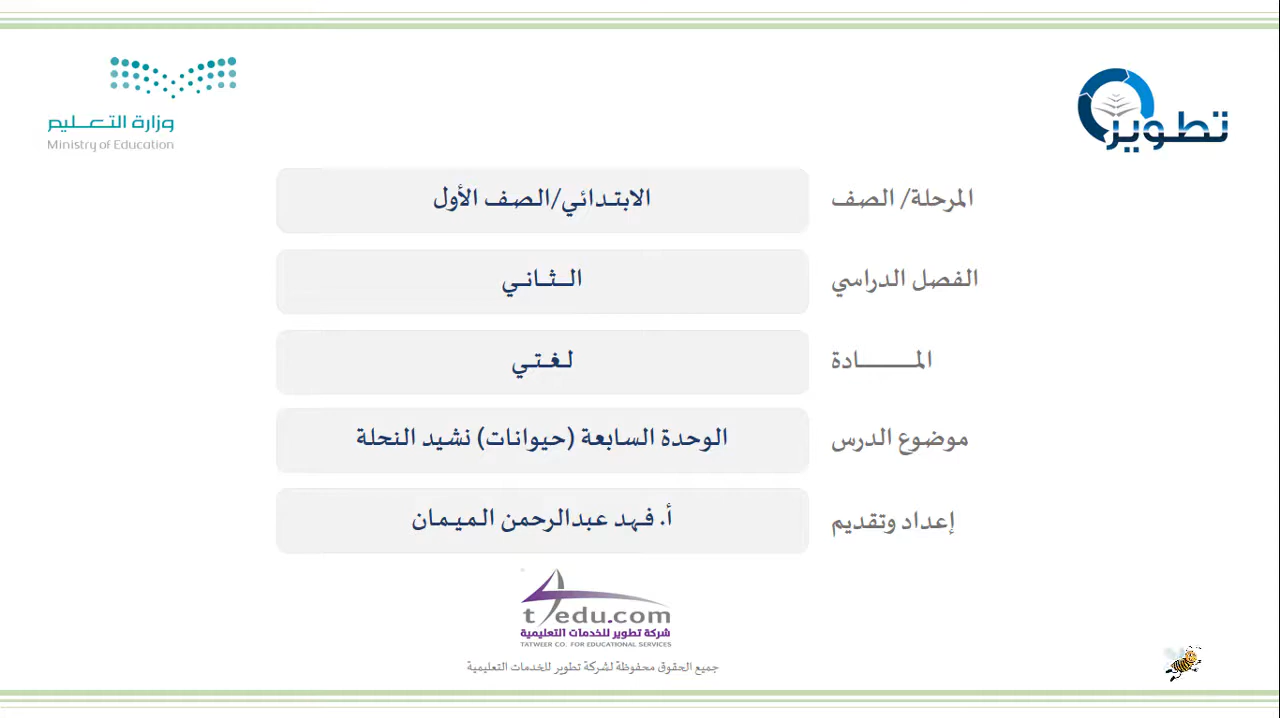 وزارة التعليم
Ministry of Education
تطوير
المرحلة/ الصف
الابتدائي/الصف الأول
الفصل الدراسي
الثاني
المادة
لغتي
موضوع الدرس
الوحدة السابعة (حيوانات) نشيد النحلة
إعداد وتقديم
أ. فهد عبدالرحمن الميمان
t4edu.com
شركة تطوير للخدمات التعليمية
TATWEER CO. FOR EDUCATIONAL SERVICES
جميع الحقوق محفوظة لشركة تطوير للخدمات التعليمية